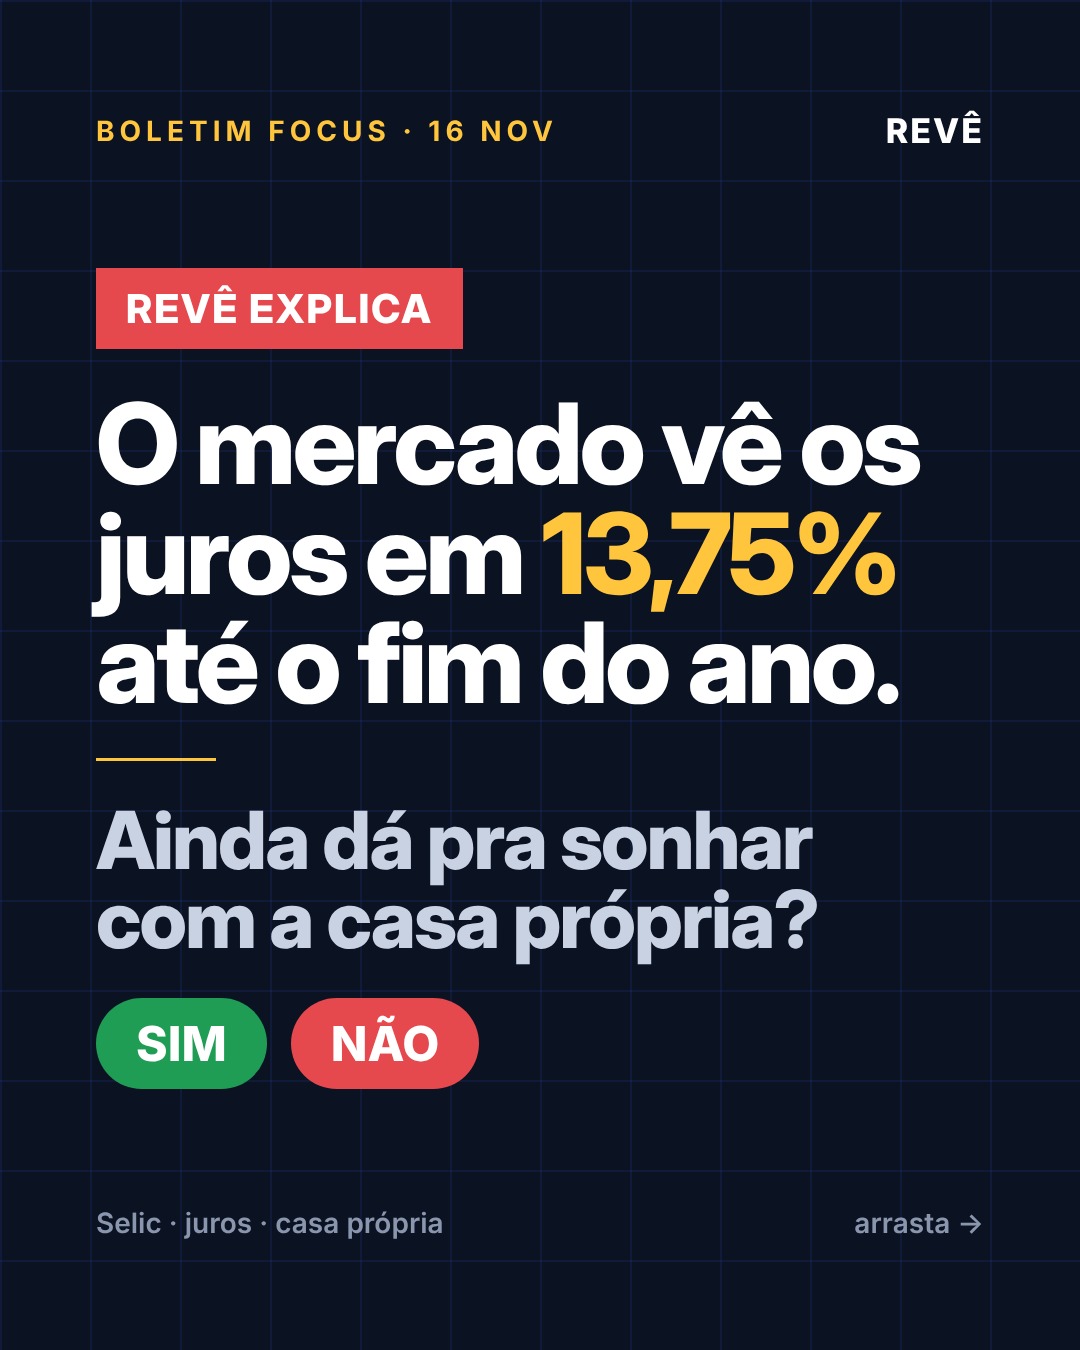 BOLETIM FOCUS · 16 NOV
REVÊ
REVÊ EXPLICA
O mercado vê os
juros em 13,75%
até o fim do ano.
Ainda dá pra sonhar
com a casa própria?
SIM
NÃO
Selic · juros · casa própria
arrasta →